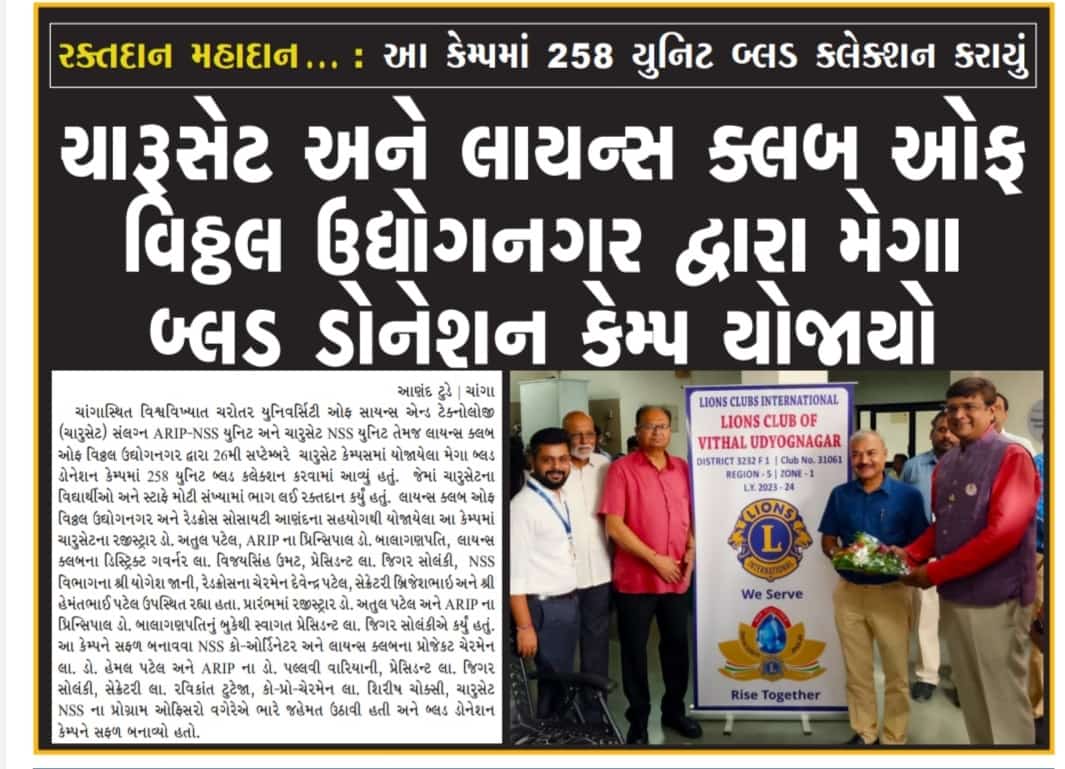 રક્તદાન મહાદાન... : આ કેમ્પમાં 258 યુનિટ બ્લડ કલેક્શન કરાયું
ચારૂસેટ અને લાયન્સ ક્લબ ઓફ
વિઠ્ઠલ ઉદ્યોગનગર દ્વારા મેગા
બ્લડ ડોનેશન કેમ્પ યોજાયો
આણંદ ટુડે | ચાંગા
ચાંગાસ્થિત વિશ્વવિખ્યાત ચરોતર યુનિવર્સિટી ઓફ સાયન્સ એન્ડ ટેક્નોલોજી
(ચારુસેટ) સંલગ્ન ARIP-NSS યુનિટ અને ચારુસેટ NSS યુનિટ તેમજ લાયન્સ ક્લબ
ઓફ વિઠ્ઠલ ઉદ્યોગનગર દ્વારા 26મી સપ્ટેમ્બરે ચારુસેટ કેમ્પસમાં યોજાયેલા મેગા બ્લડ
ડોનેશન કેમ્પમાં 258 યુનિટ બ્લડ કલેક્શન કરવામાં આવ્યું હતું. જેમાં ચારુસેટના
વિદ્યાર્થીઓ અને સ્ટાફે મોટી સંખ્યામાં ભાગ લઈ રક્તદાન કર્યું હતું. લાયન્સ ક્લબ ઓફ
વિઠ્ઠલ ઉદ્યોગનગર અને રેડક્રોસ સોસાયટી આણંદના સહયોગથી યોજાયેલા આ કેમ્પમાં
ચારુસેટના રજીસ્ટ્રાર ડો. અતુલ પટેલ, ARIP ના પ્રિન્સિપાલ ડો. બાલાગણપતિ, લાયન્સ
ક્લબના ડિસ્ટ્રિક્ટ ગવર્નર લા. વિજયસિંહ ઉમટ, પ્રેસિડન્ટ લા. જિગર સોલંકી, NSS
વિભાગના શ્રી યોગેશ જાની, રેડક્રોસના ચેરમેન દેવેન્દ્ર પટેલ, સેક્રેટરી બ્રિજેશભાઇ અને શ્રી
હેમંતભાઈ પટેલ ઉપસ્થિત રહ્યા હતા. પ્રારંભમાં રજીસ્ટ્રાર ડો. અતુલ પટેલ અને ARIP ના
પ્રિન્સિપાલ ડો. બાલાગણપતિનું બુકેથી સ્વાગત પ્રેસિડન્ટ લા. જિગર સોલંકીએ કર્યું હતું.
આ કેમ્પને સફળ બનાવવા NSS કો-ઓર્ડિનેટર અને લાયન્સ ક્લબના પ્રોજેકટ ચેરમેન
લા. ડો. હેમલ પટેલ અને ARIP ના ડો. પલ્લવી વારિયાની, પ્રેસિડન્ટ લા. જિગર
સોલંકી, સેક્રેટરી લા. રવિકાંત ટુટેજા, કો-પ્રો-ચેરમેન લા. શિરીષ ચોક્સી, ચારુસેટ
NSS ના પ્રોગ્રામ ઓફિસરો વગેરેએ ભારે જહેમત ઉઠાવી હતી અને બ્લડ ડોનેશન
કેમ્પને સફળ બનાવ્યો હતો.
LIONS CLUBS INTERNATIONAL
LIONS CLUB OF
VITHAL UDYOGNAGAR
DISTRICT 3232 F 1 | Club No. 31061
REGION - 5 | ZONE - 1
L.Y. 2023 - 24
LIONS
L
INTERNATIONAL
We Serve
Rise Together